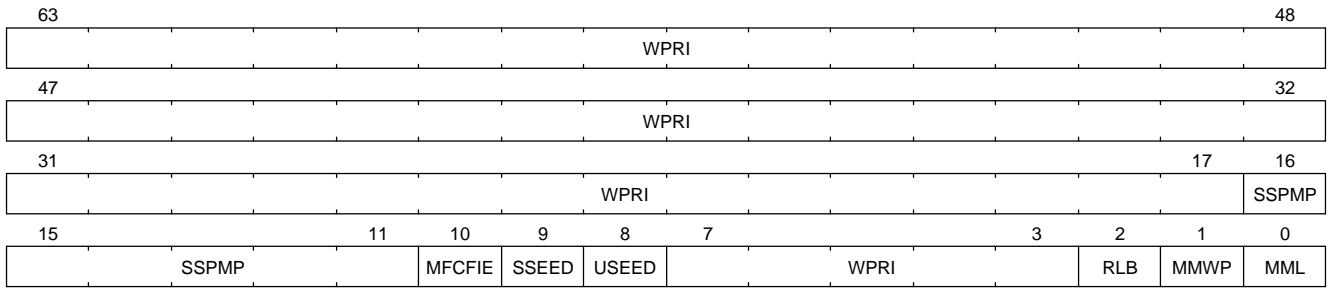 63 48
WPRI
47 32
WPRI
31 17 16
WPRI SSPMP
15 11 10 9 8 7 3 2 1 0
SSPMP MFCFIE SSEED USEED WPRI RLB MMWP MML